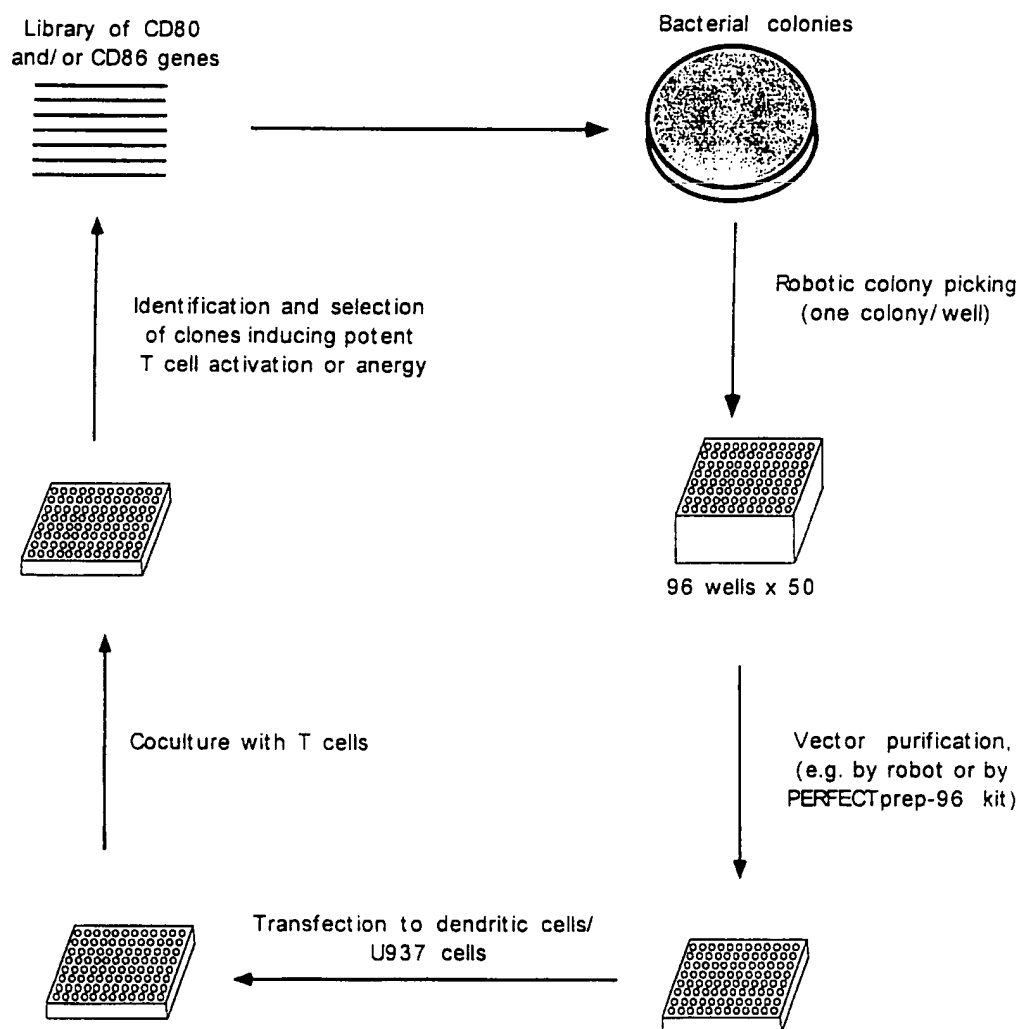 Library of CD80
and/or CD86 genes
Bacterial colonies
Identification and selection
of clones inducing potent
T cell activation or anergy
Robotic colony picking
(one colony/well)
96 wells x 50
Coculture with T cells
Vector purification,
(e.g. by robot or by
PERFECTprep-96 kit)
Transfection to dendritic cells/
U937 cells